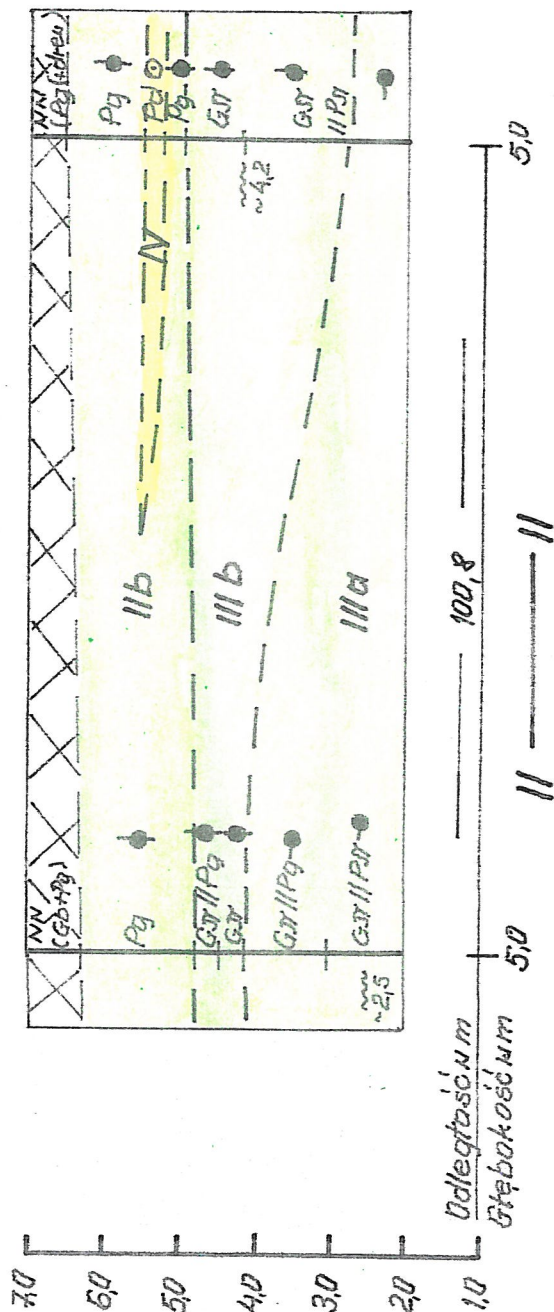 7,0
6,0
5,0
4,0
3,0
2,0
1,0
NN
(Gb+Pg)
Pg
Gπ//Pg
Gπ
Gπ//Pg
Gπ//Pπ
~2,5
IIb
IIIb
IIIa
IV
NN
Pg
Pd
Pg
Gπ
Gπ
//Pπ
~4,2
Odległość w m
100,8
Głębokość w m
5,0
5,0
II — II